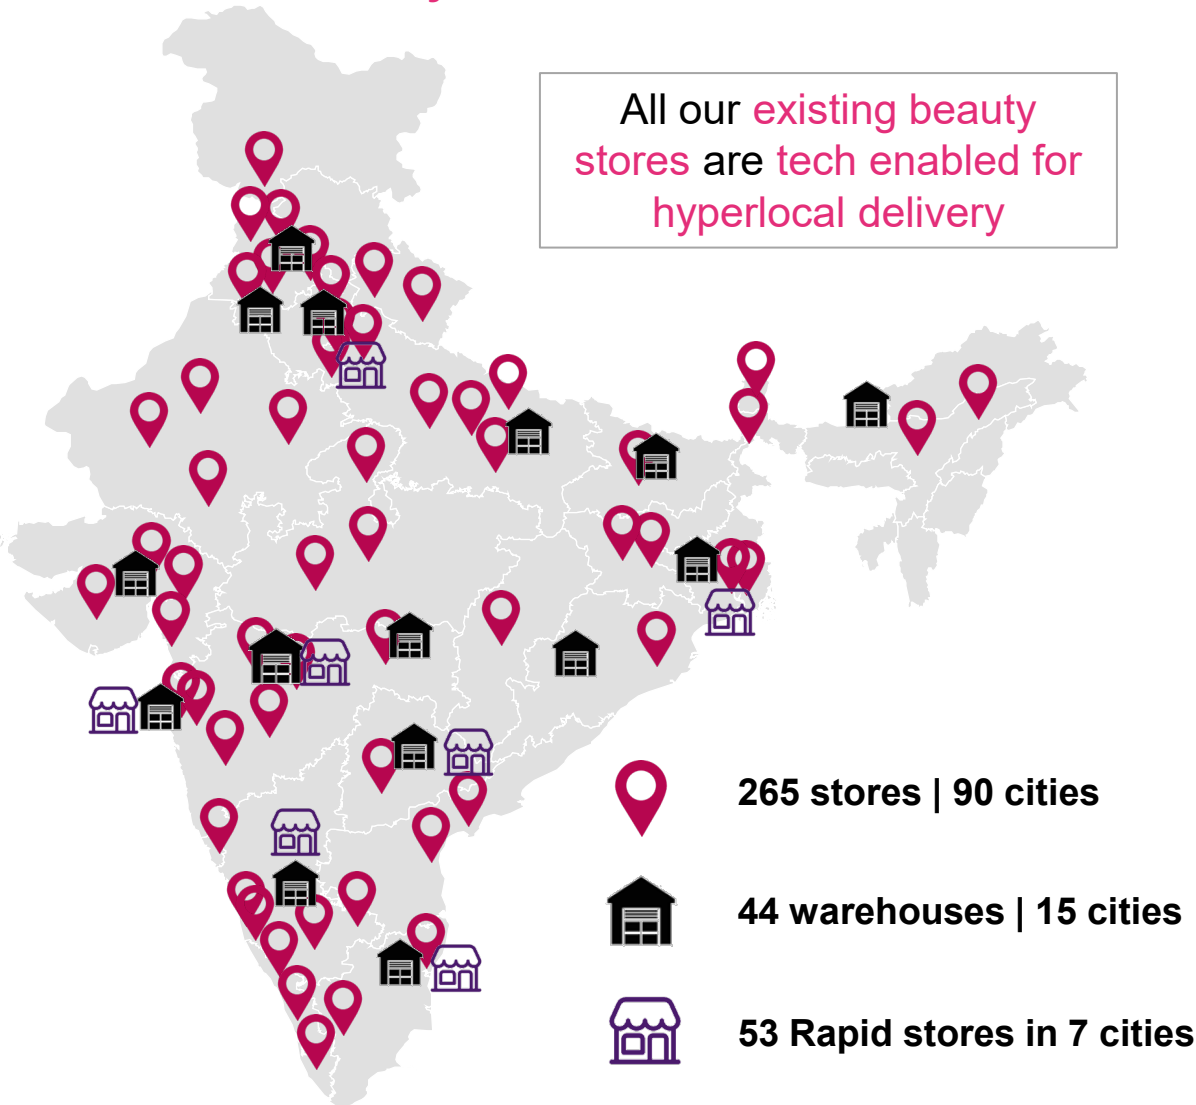 All our existing beauty
stores are tech enabled for
hyperlocal delivery
265 stores | 90 cities
44 warehouses | 15 cities
53 Rapid stores in 7 cities